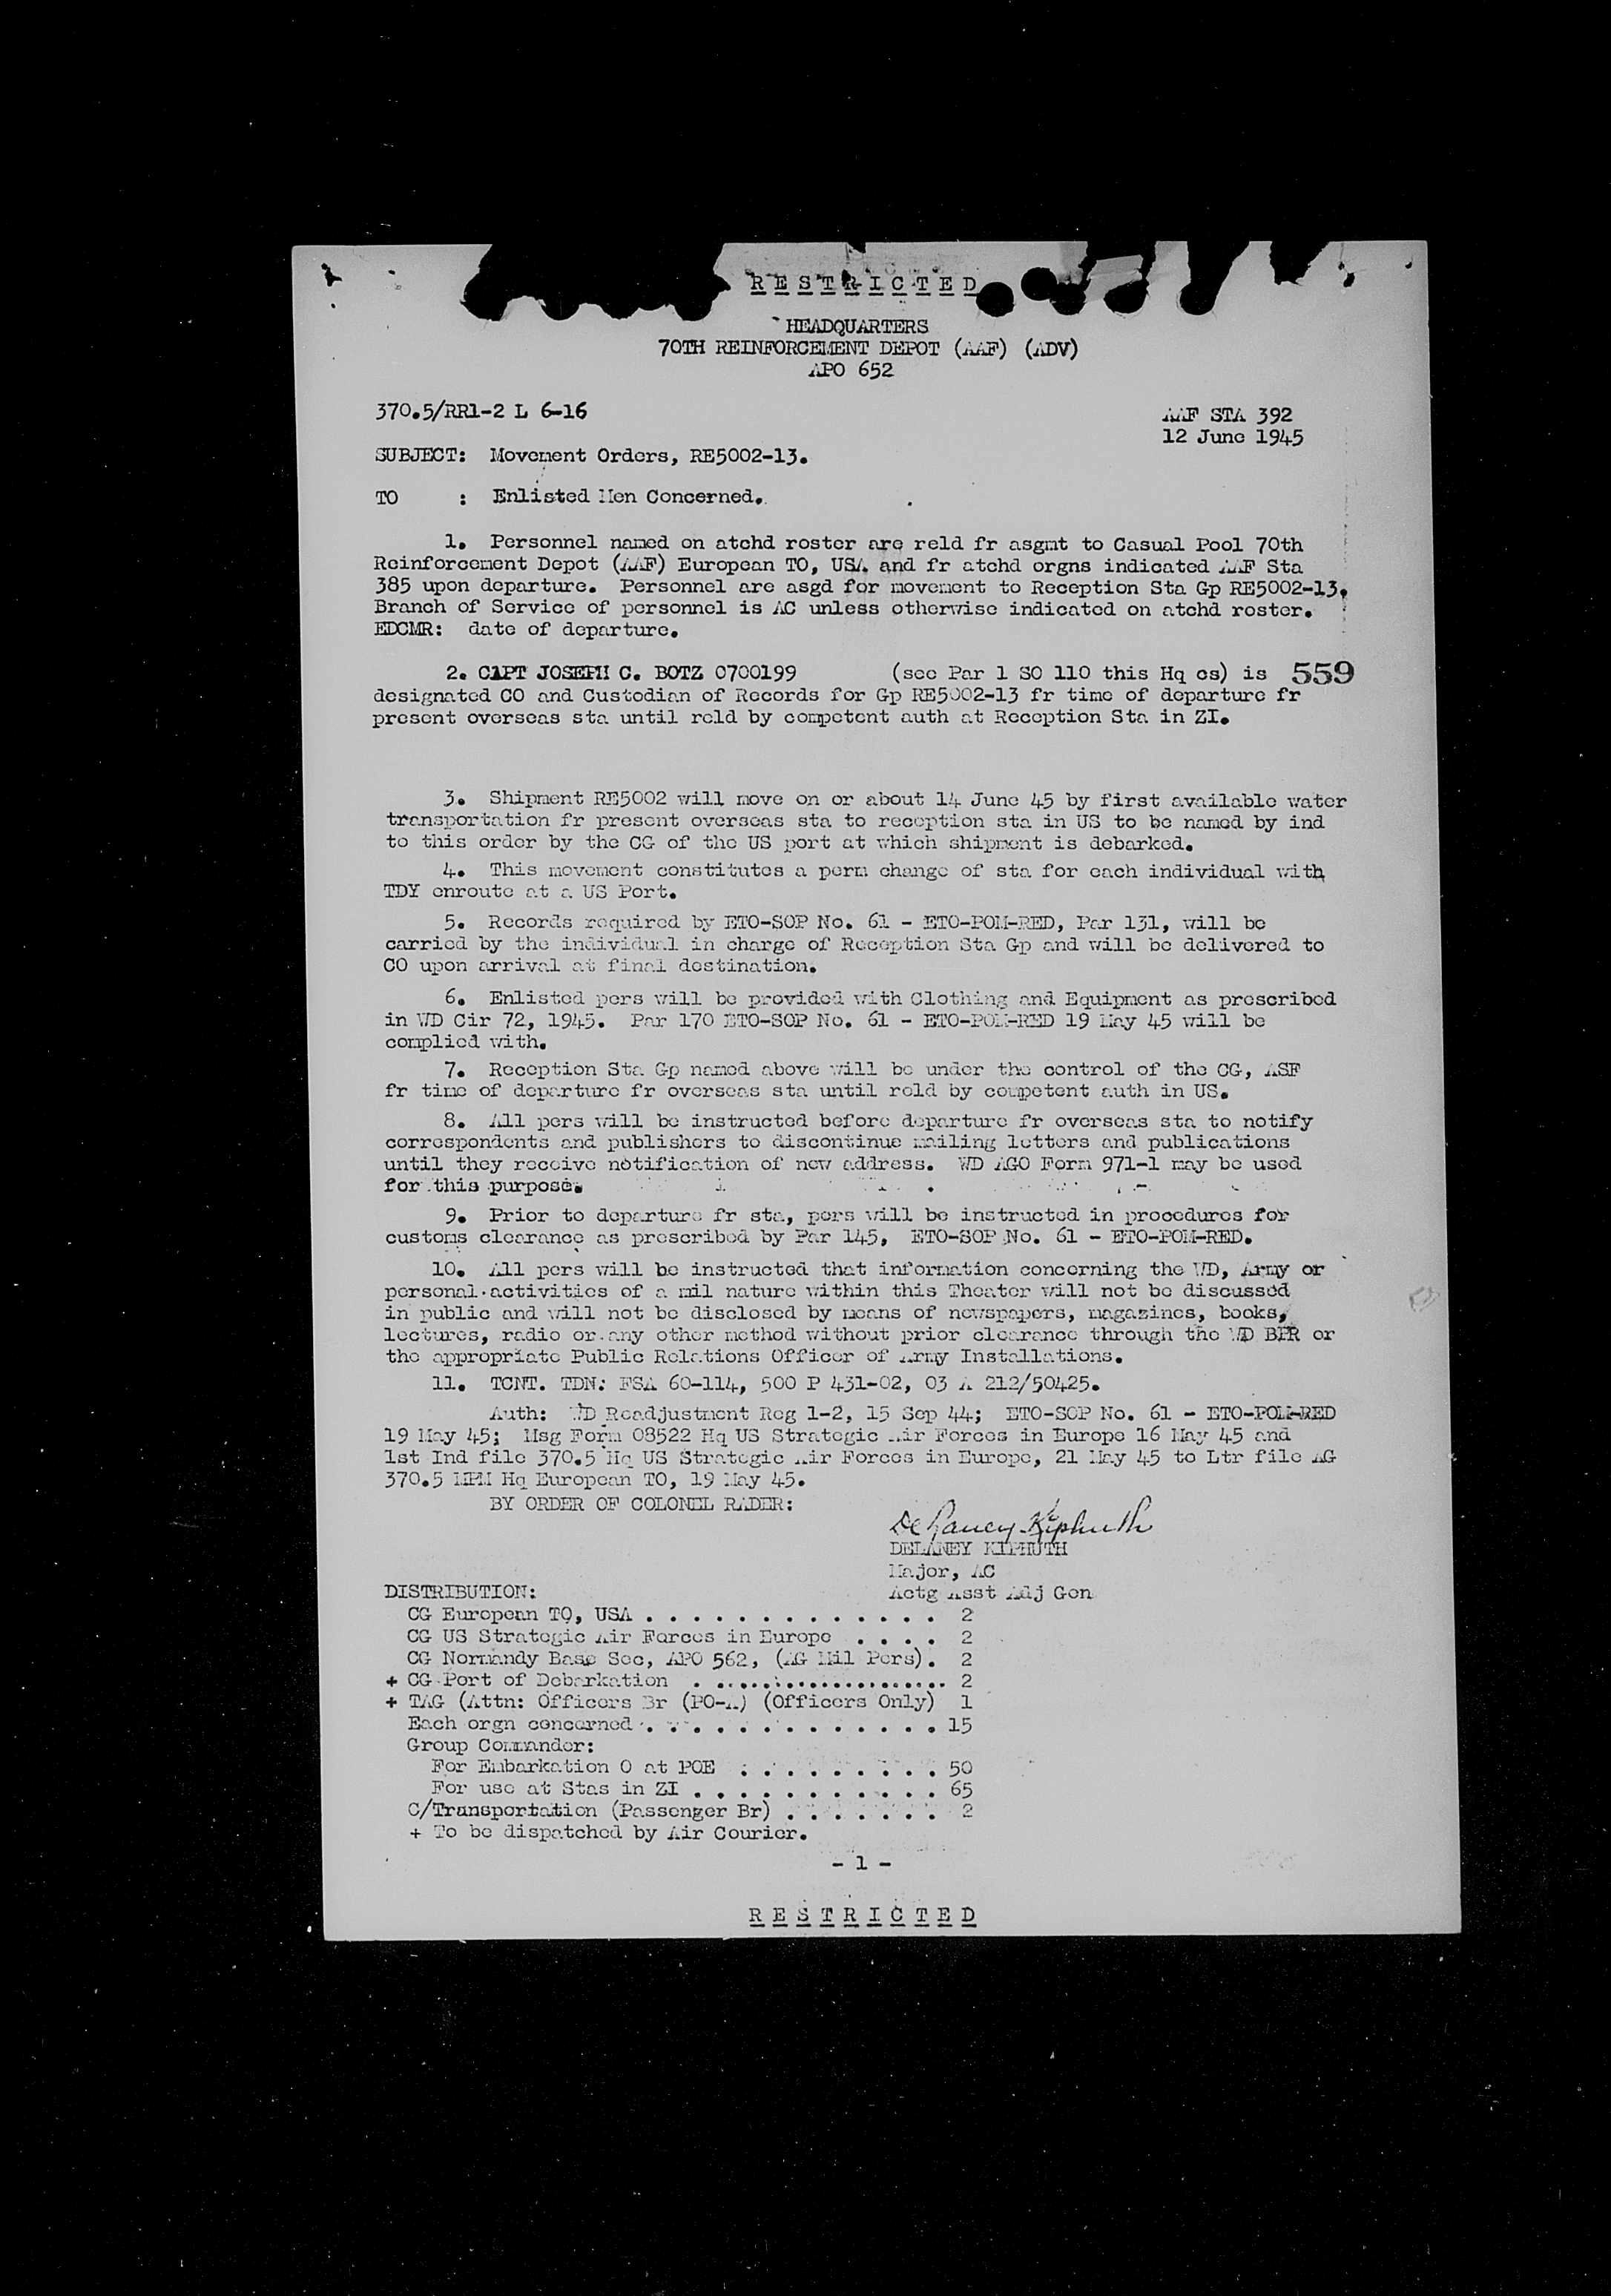 R E S T R I C T E D
HEADQUARTERS
70TH REINFORCEMENT DEPOT (AAF) (ADV)
APO 652
370.5/RR1-2 L 6-16
AAF STA 392
12 June 1945
SUBJECT: Movement Orders, RE5002-13.
TO : Enlisted Men Concerned.
1. Personnel named on atchd roster are reld fr asgmt to Casual Pool 70th
Reinforcement Depot (AAF) European TO, USA and fr atchd orgns indicated AAF Sta
385 upon departure. Personnel are asgd for movement to Reception Sta Gp RE5002-13.
Branch of Service of personnel is AC unless otherwise indicated on atchd roster.
EDCMR: date of departure.
2. CAPT JOSEPH C. BOTZ 0700199 (see Par 1 SO 110 this Hq cs) is 559
designated CO and Custodian of Records for Gp RE5002-13 fr time of departure fr
present overseas sta until reld by competent auth at Reception Sta in ZI.
3. Shipment RE5002 will move on or about 14 June 45 by first available water
transportation fr present overseas sta to reception sta in US to be named by ind
to this order by the CG of the US port at which shipment is debarked.
4. This movement constitutes a perm change of sta for each individual with
TDY enroute at a US Port.
5. Records required by ETO-SOP No. 61 - ETO-POM-RED, Par 131, will be
carried by the individual in charge of Reception Sta Gp and will be delivered to
CO upon arrival at final destination.
6. Enlisted pers will be provided with Clothing and Equipment as prescribed
in WD Cir 72, 1945. Par 170 ETO-SOP No. 61 - ETO-POM-RED 19 May 45 will be
complied with.
7. Reception Sta Gp named above will be under the control of the CG, ASF
fr time of departure fr overseas sta until reld by competent auth in US.
8. All pers will be instructed before departure fr overseas sta to notify
correspondents and publishers to discontinue mailing letters and publications
until they receive notification of new address. WD AGO Form 971-1 may be used
for this purpose.
9. Prior to departure fr sta, pers will be instructed in procedures for
customs clearance as prescribed by Par 145, ETO-SOP No. 61 - ETO-POM-RED.
10. All pers will be instructed that information concerning the WD, Army or
personal activities of a mil nature within this Theater will not be discussed
in public and will not be disclosed by means of newspapers, magazines, books,
lectures, radio or any other method without prior clearance through the WD BPR or
the appropriate Public Relations Officer of Army Installations.
11. TCNT. TDN: FSA 60-114, 500 P 431-02, 03 A 212/50425.
Auth: WD Readjustment Reg 1-2, 15 Sep 44; ETO-SOP No. 61 - ETO-POM-RED
19 May 45; Msg Form 08522 Hq US Strategic Air Forces in Europe 16 May 45 and
1st Ind file 370.5 Hq US Strategic Air Forces in Europe, 21 May 45 to Ltr file AG
370.5 MPM Hq European TO, 19 May 45.
BY ORDER OF COLONEL RADER:
DeLaney Kiphuth
DELANEY KIPHUTH
Major, AC
Actg Asst Adj Gen
DISTRIBUTION:
CG European TO, USA . . . . . . . . . . . . . 2
CG US Strategic Air Forces in Europe . . . . 2
CG Normandy Base Sec, APO 562, (AG Mil Pers). 2
+ CG Port of Debarkation . ..................... 2
+ TAG (Attn: Officers Br (PO-A) (Officers Only) 1
Each orgn concerned . . . . . . . . . . . . . 15
Group Commander:
For Embarkation O at POE . . . . . . . . . 50
For use at Stas in ZI . . . . . . . . . . . 65
C/Transportation (Passenger Br) . . . . . . . 2
+ To be dispatched by Air Courier.
- 1 -
R E S T R I C T E D